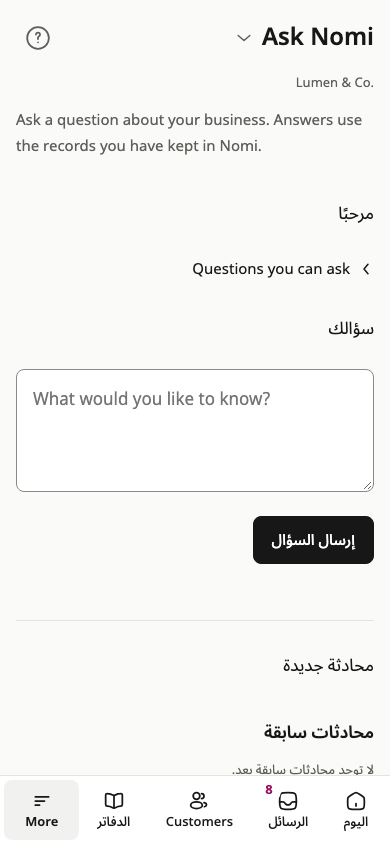 Ask Nomi
Lumen & Co.
Ask a question about your business. Answers use
the records you have kept in Nomi.
مرحبًا
Questions you can ask
سؤالك
What would you like to know?
إرسال السؤال
محادثة جديدة
محادثات سابقة
لا توجد محادثات سابقة بعد.
8
اليوم
الرسائل
Customers
الدفاتر
More